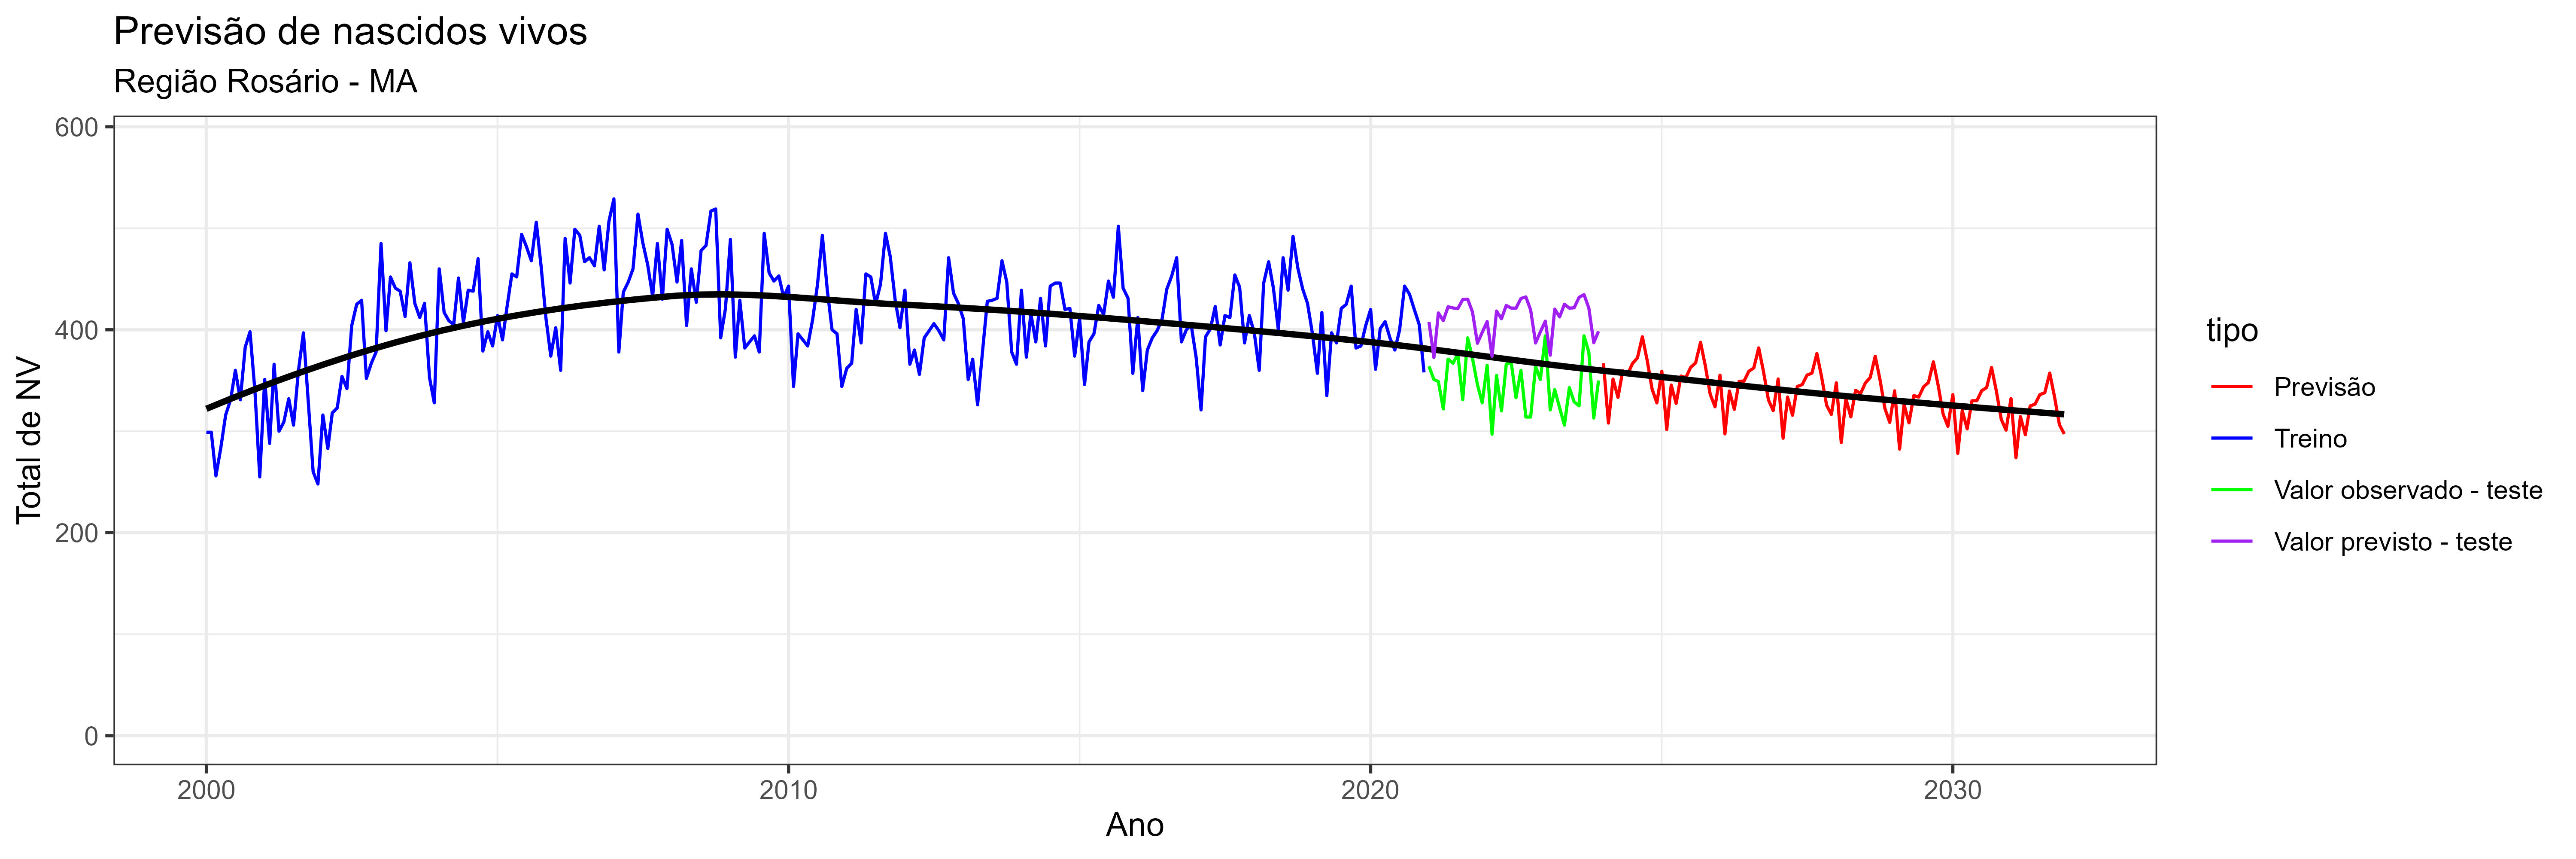 Previsão de nascidos vivos
Região Rosário - MA
600
400
200
0
Total de NV
2000
2010
2020
2030
Ano
tipo
Previsão
Treino
Valor observado - teste
Valor previsto - teste